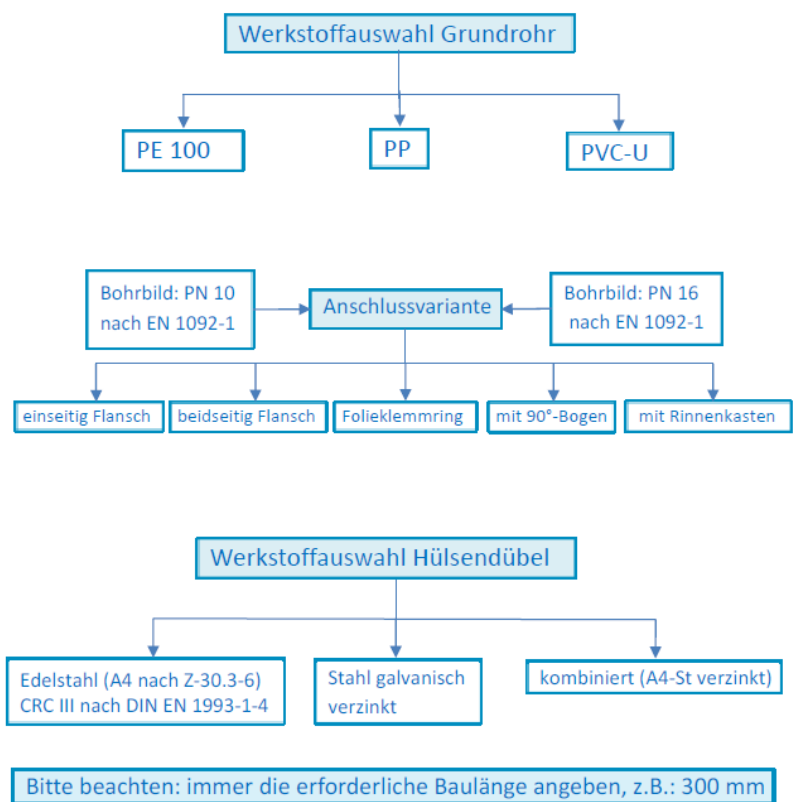 Werkstoffauswahl Grundrohr
PE 100
PP
PVC-U
Bohrbild: PN 10
nach EN 1092-1
Anschlussvariante
Bohrbild: PN 16
nach EN 1092-1
einseitig Flansch
beidseitig Flansch
Folieklemmring
mit 90°-Bogen
mit Rinnenkasten
Werkstoffauswahl Hülsendübel
Edelstahl (A4 nach Z-30.3-6)
CRC III nach DIN EN 1993-1-4
Stahl galvanisch
verzinkt
kombiniert (A4-St verzinkt)
Bitte beachten: immer die erforderliche Baulänge angeben, z.B.: 300 mm